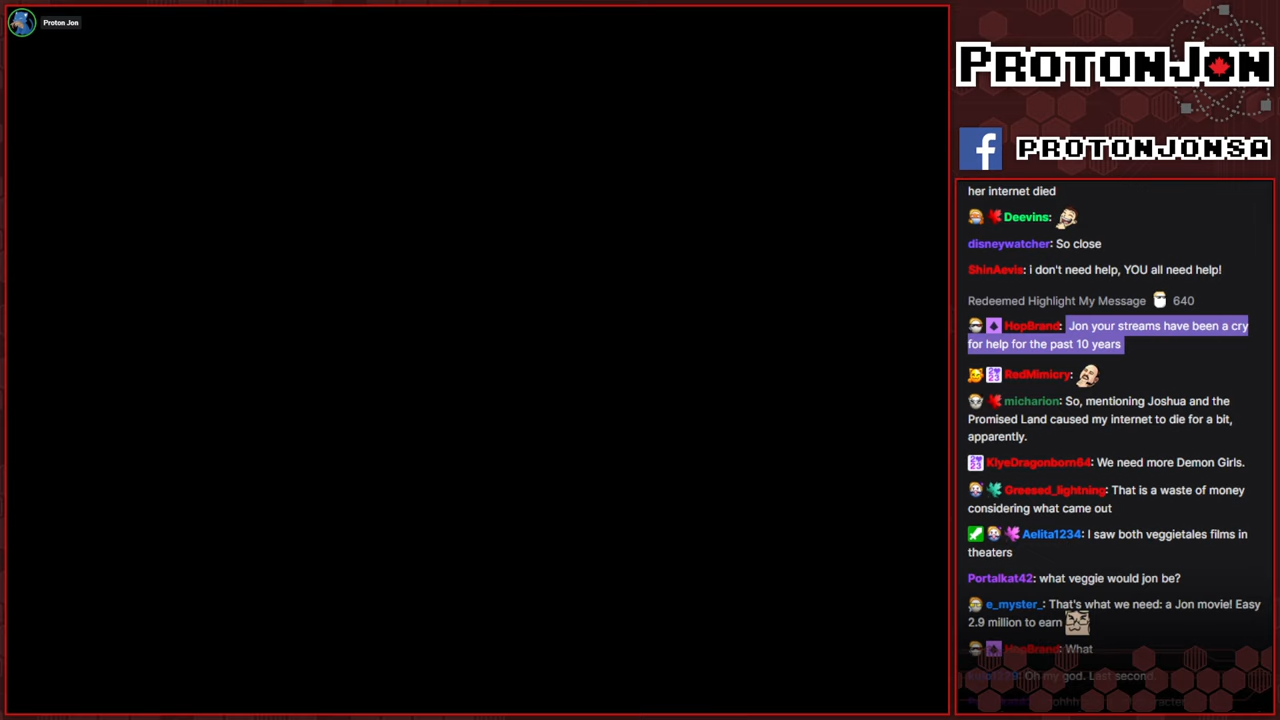 Proton Jon
PROTONJON
PROTONJONSA
her internet died
Deevins:
disneywatcher: So close
ShinAevis: i don't need help, YOU all need help!
Redeemed Highlight My Message 640
HopBrand: Jon your streams have been a cry
for help for the past 10 years
RedMimicry:
micharion: So, mentioning Joshua and the
Promised Land caused my internet to die for a bit,
apparently.
KlyeDragonborn64: We need more Demon Girls.
Greesed_lightning: That is a waste of money
considering what came out
Aelita1234: I saw both veggietales films in
theaters
Portalkat42: what veggie would jon be?
e_myster_: That's what we need: a Jon movie! Easy
2.9 million to earn
HopBrand: What
Oh my god. Last second.